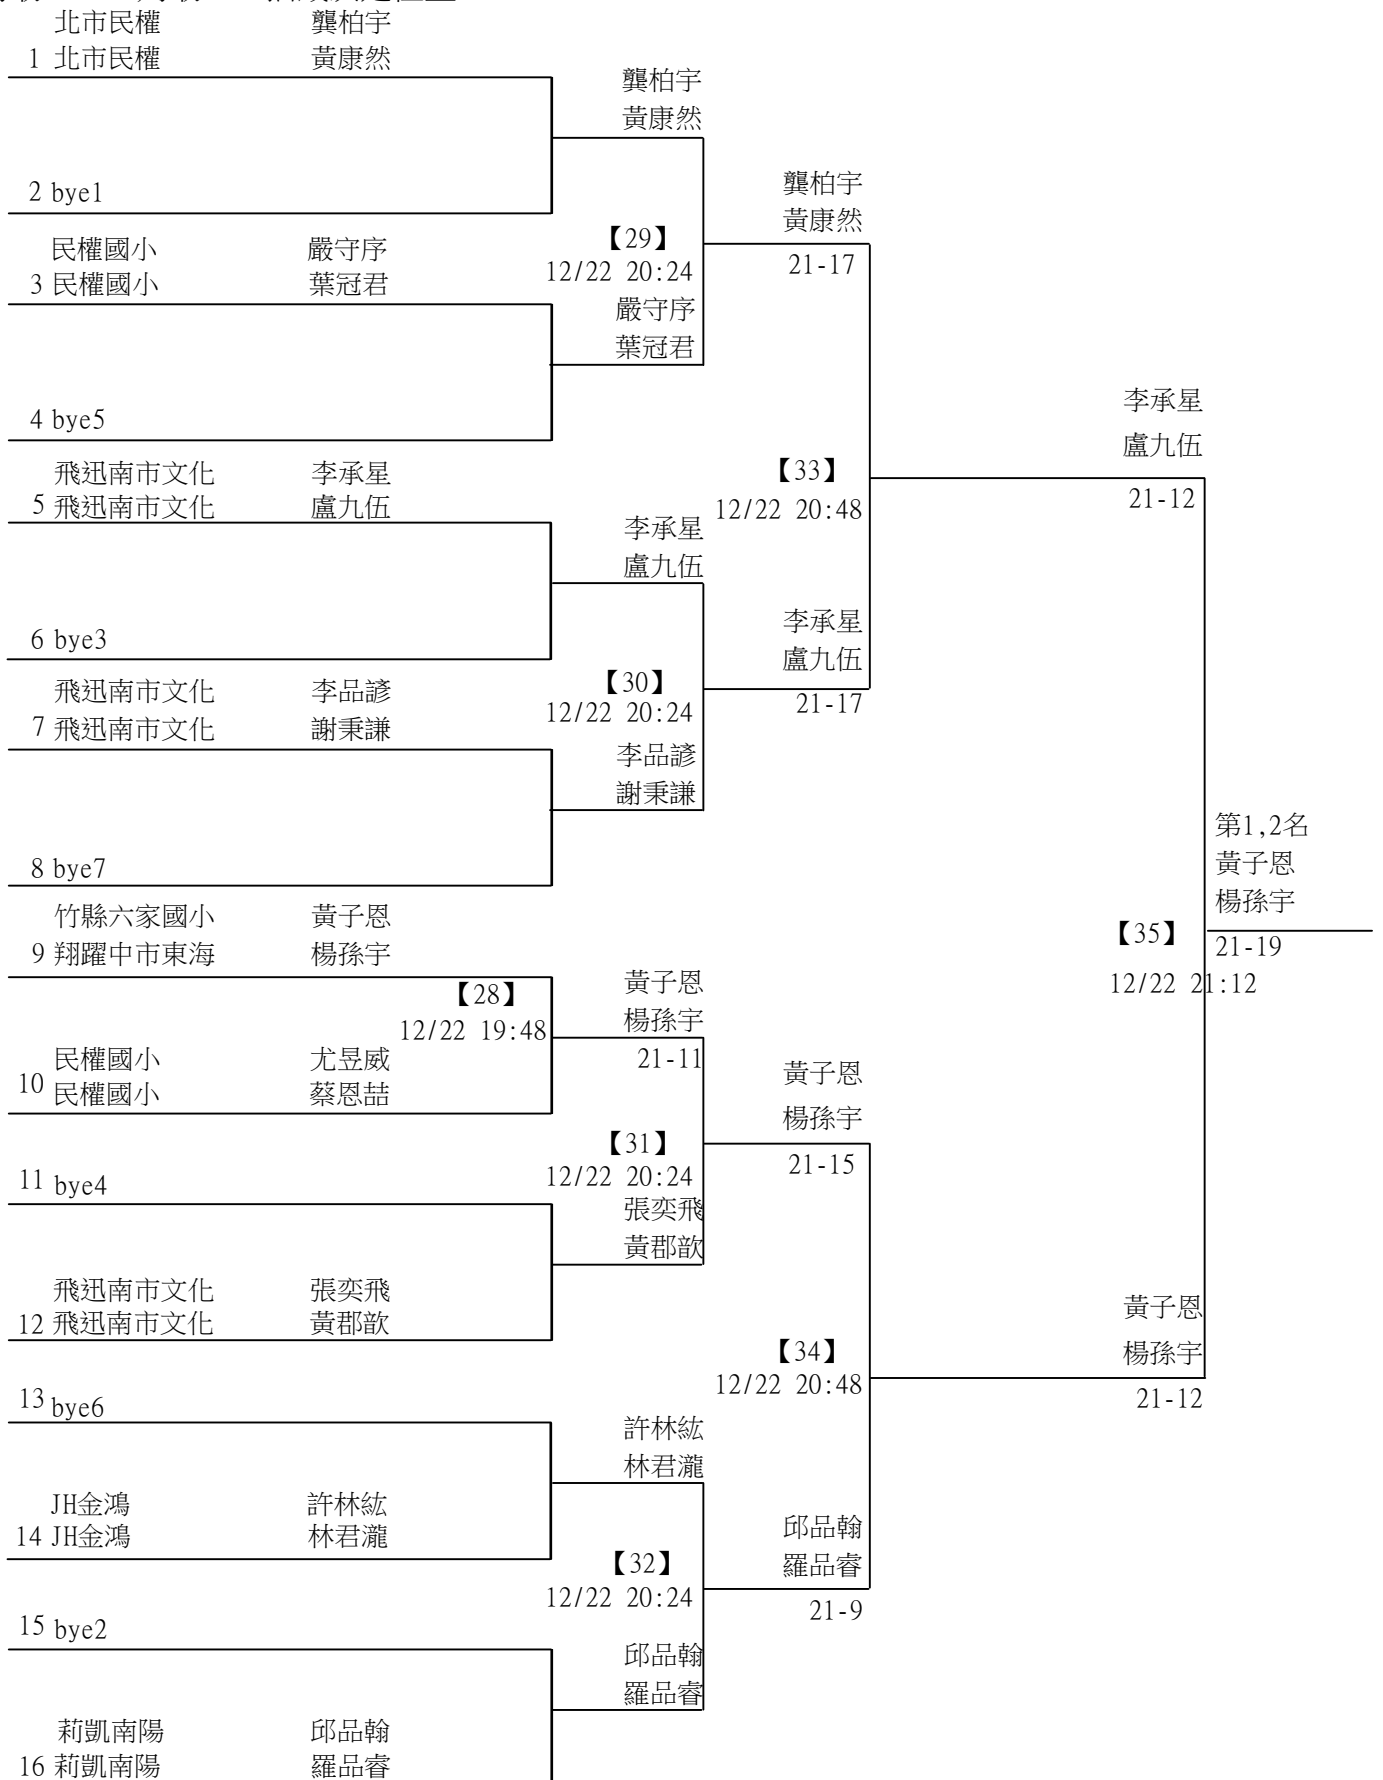 北市民權 龔柏宇
1 北市民權 黃康然
龔柏宇
黃康然
2 bye1
龔柏宇
黃康然
民權國小 嚴守序
3 民權國小 葉冠君
【29】
12/22 20:24
21-17
嚴守序
葉冠君
4 bye5
李承星
盧九伍
飛迅南市文化 李承星
5 飛迅南市文化 盧九伍
【33】
12/22 20:48
21-12
李承星
盧九伍
6 bye3
李承星
盧九伍
飛迅南市文化 李品諺
7 飛迅南市文化 謝秉謙
【30】
12/22 20:24
21-17
李品諺
謝秉謙
8 bye7
第1,2名
黃子恩
楊孫宇
竹縣六家國小 黃子恩
9 翔躍中市東海 楊孫宇
【35】
21-19
12/22 21:12
【28】
12/22 19:48
黃子恩
楊孫宇
21-11
民權國小 尤昱威
10 民權國小 蔡恩喆
黃子恩
楊孫宇
【31】
12/22 20:24
21-15
11 bye4
張奕飛
黃郡歆
飛迅南市文化 張奕飛
12 飛迅南市文化 黃郡歆
黃子恩
楊孫宇
【34】
12/22 20:48
21-12
13 bye6
許林紘
林君瀧
JH金鴻 許林紘
14 JH金鴻 林君瀧
邱品翰
羅品睿
【32】
12/22 20:24
21-9
15 bye2
邱品翰
羅品睿
莉凱南陽 邱品翰
16 莉凱南陽 羅品睿